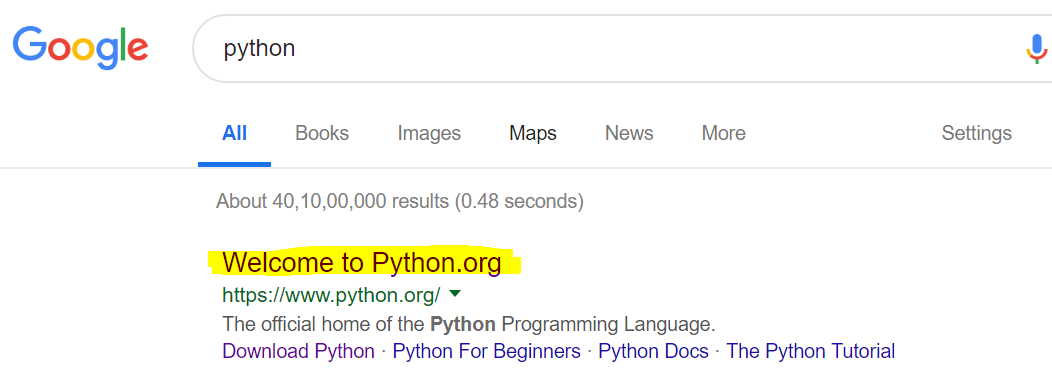 Google python
All Books Images Maps News More Settings
About 40,10,00,000 results (0.48 seconds)
Welcome to Python.org
https://www.python.org/
The official home of the Python Programming Language.
Download Python · Python For Beginners · Python Docs · The Python Tutorial